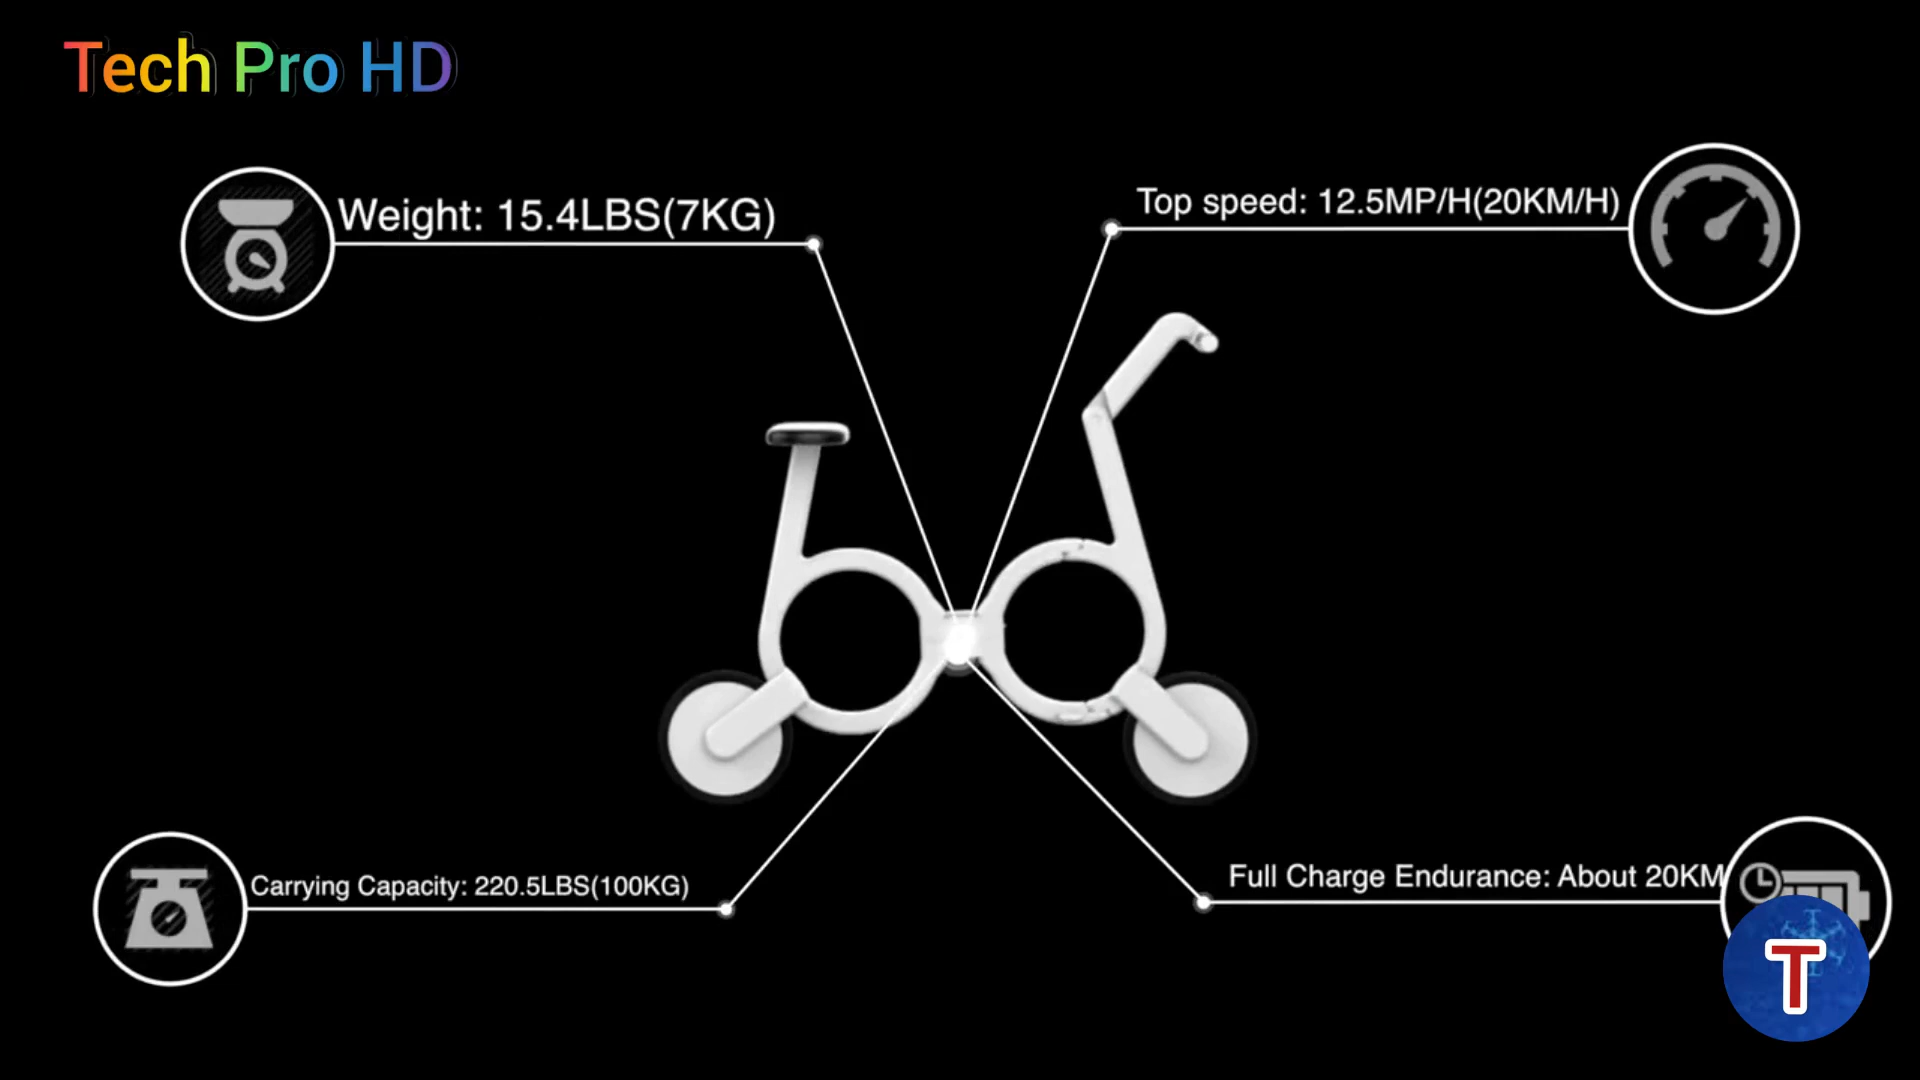 Tech Pro HD
Weight: 15.4LBS(7KG)
Top speed: 12.5MP/H(20KM/H)
Carrying Capacity: 220.5LBS(100KG)
Full Charge Endurance: About 20KM
T